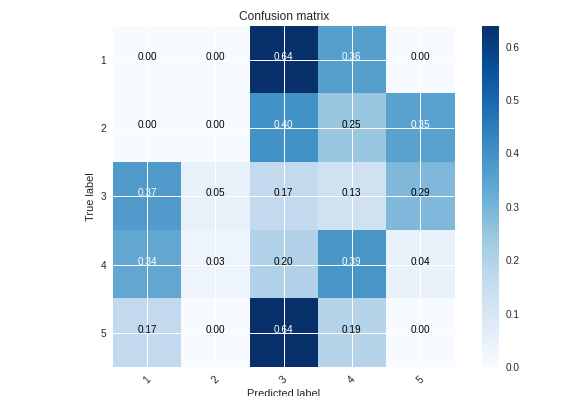 Confusion matrix
1 0.00 0.00 0.64 0.36 0.00
2 0.00 0.00 0.40 0.25 0.35
3 0.37 0.05 0.17 0.13 0.29
4 0.34 0.03 0.20 0.39 0.04
5 0.17 0.00 0.64 0.19 0.00
True label
1 2 3 4 5
Predicted label
0.6
0.5
0.4
0.3
0.2
0.1
0.0